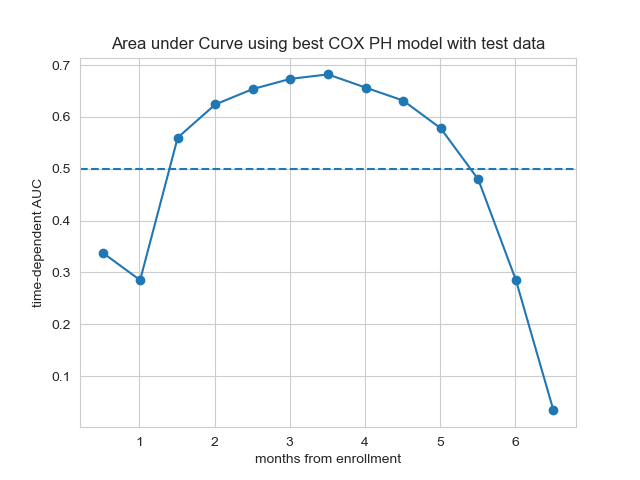 Area under Curve using best COX PH model with test data
time-dependent AUC
0.7
0.6
0.5
0.4
0.3
0.2
0.1
1 2 3 4 5 6
months from enrollment